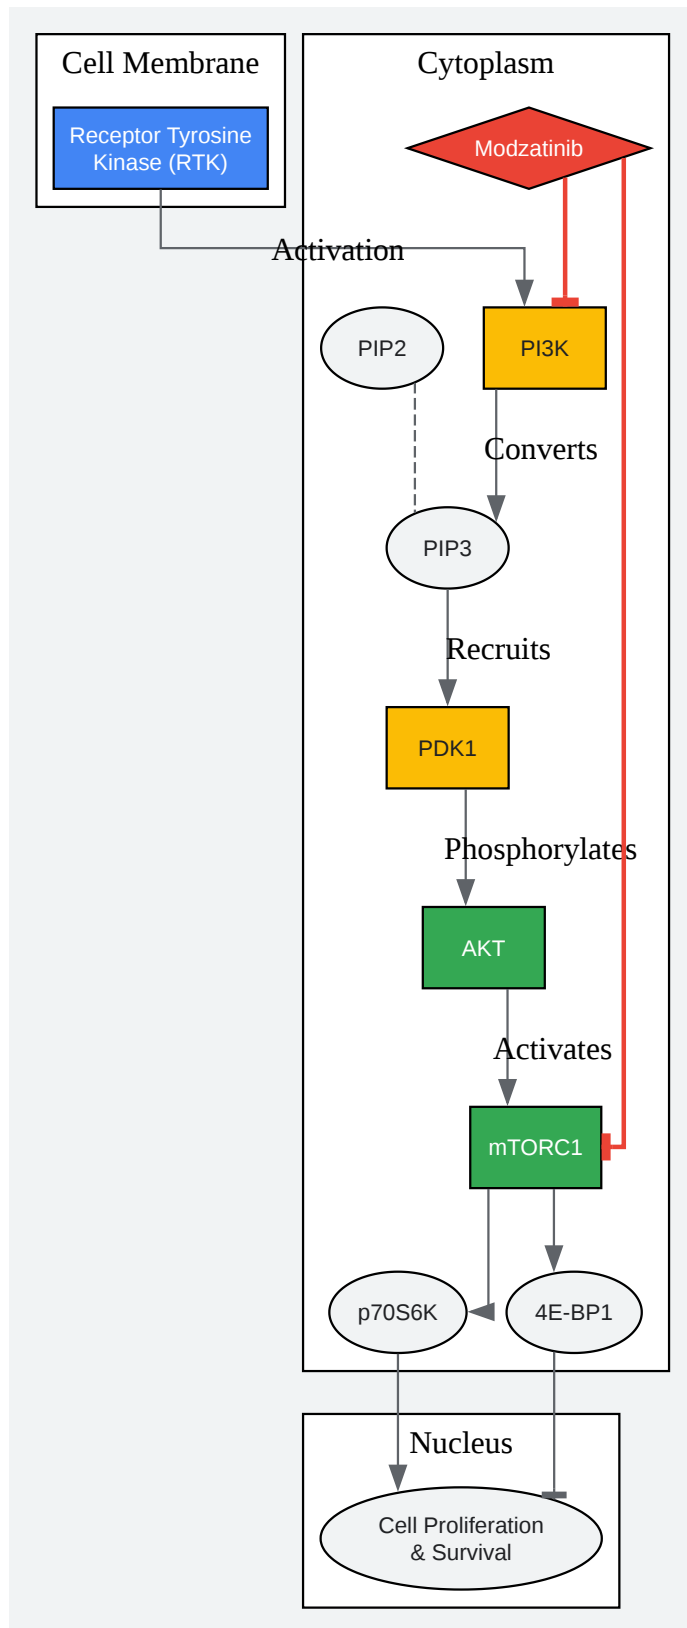 Cell Membrane
Cytoplasm
Receptor Tyrosine
Kinase (RTK)
Modzatinib
Activation
PIP2
PI3K
Converts
PIP3
Recruits
PDK1
Phosphorylates
AKT
Activates
mTORC1
p70S6K
4E-BP1
Nucleus
Cell Proliferation
& Survival